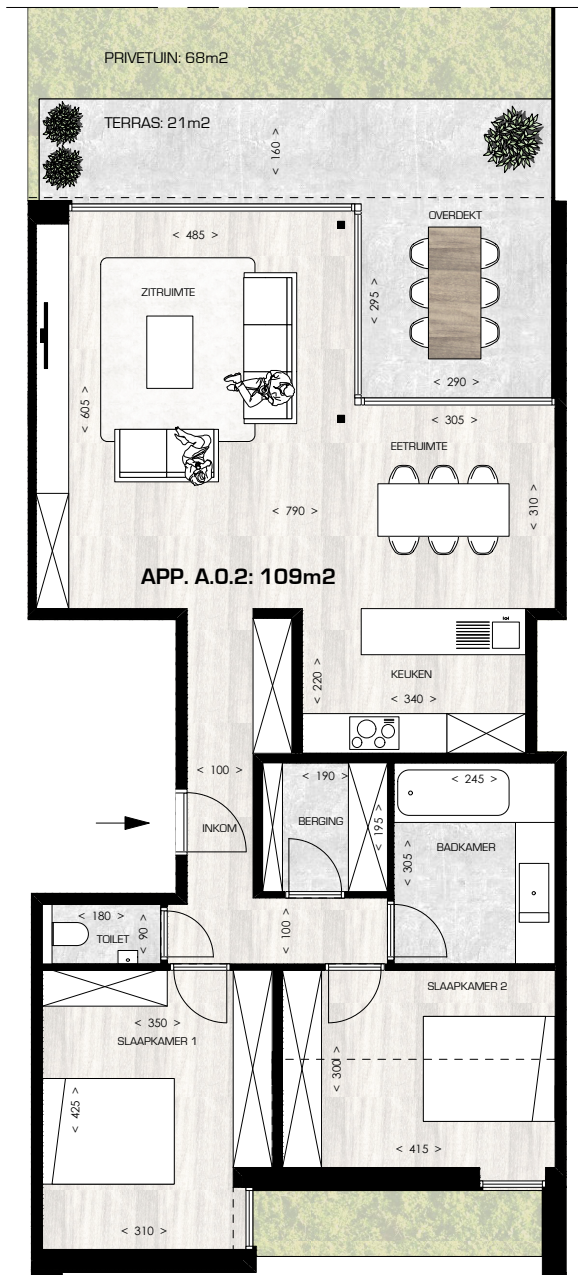 PRIVETUIN: 68m2
TERRAS: 21m2
< 160 >
OVERDEKT
< 485 >
ZITRUIMTE
< 295 >
< 290 >
< 605 >
< 305 >
EETRUIMTE
< 790 >
< 310 >
APP. A.0.2: 109m2
KEUKEN
< 220 >
< 340 >
< 100 >
< 190 >
< 245 >
INKOM
BERGING
< 195 >
BADKAMER
< 305 >
< 180 >
< 90 >
TOILET
< 100 >
SLAAPKAMER 2
< 350 >
SLAAPKAMER 1
< 300 >
< 425 >
< 415 >
< 310 >